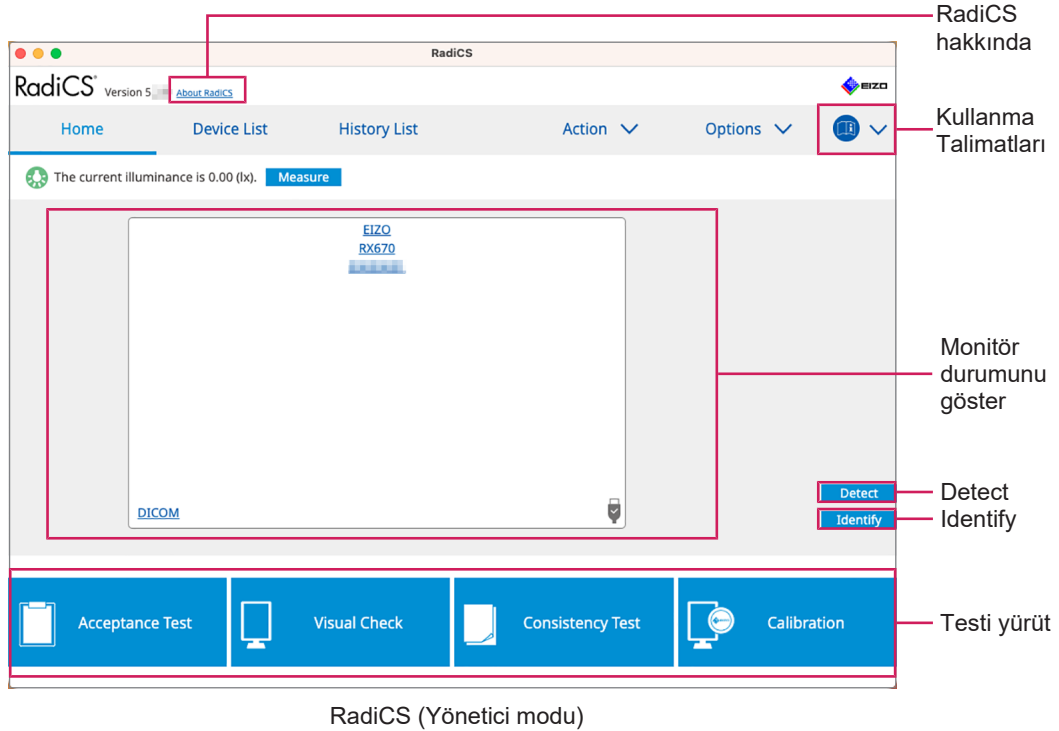 RadiCS
hakkında
RadiCS
RadiCS® Version 5 About RadiCS
EIZO
Home Device List History List Action Options
Kullanma
Talimatları
The current illuminance is 0.00 (lx). Measure
EIZO
RX670
Monitör
durumunu
göster
DICOM
Detect
Identify
Detect
Identify
Acceptance Test Visual Check Consistency Test Calibration
Testi yürüt
RadiCS (Yönetici modu)